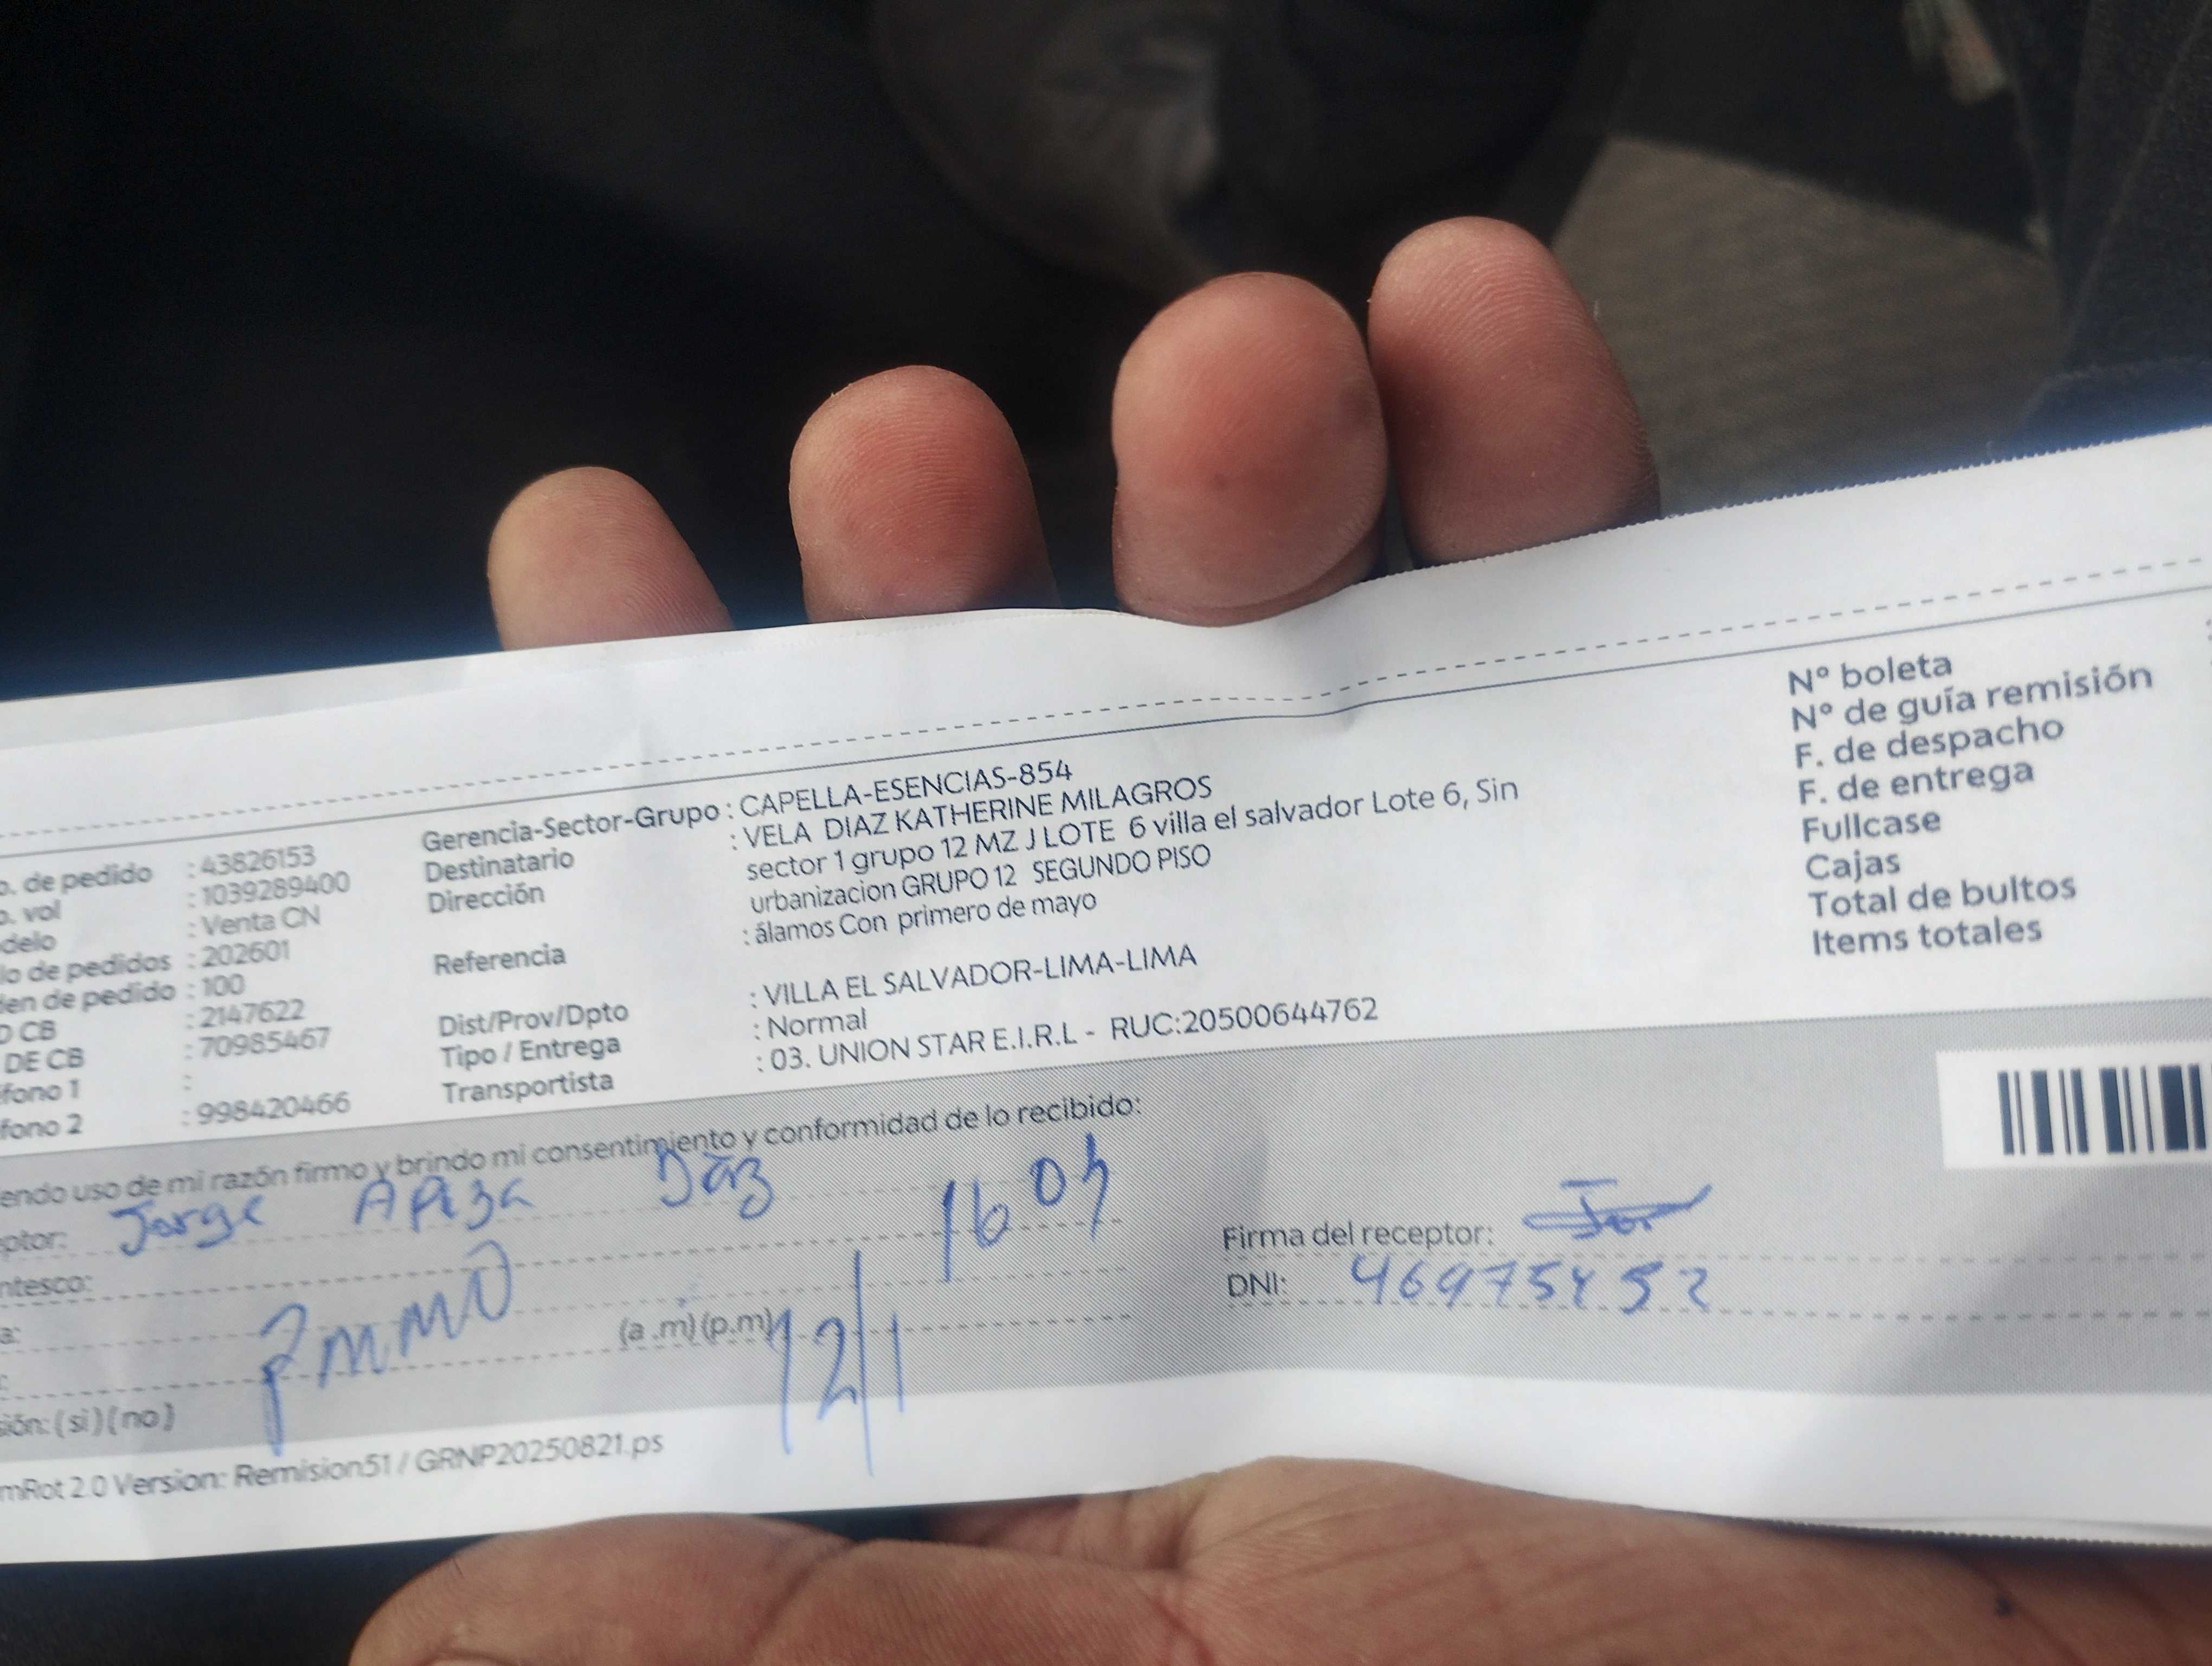 o. de pedido : 43826153
o. vol : 1039289400
delo : Venta CN
lo de pedidos : 202601
den de pedido : 100
D CB : 2147622
DE CB : 70985467
fono 1 :
fono 2 : 998420466
Gerencia-Sector-Grupo : CAPELLA-ESENCIAS-854
Destinatario : VELA DIAZ KATHERINE MILAGROS
Dirección sector 1 grupo 12 MZ J LOTE 6 villa el salvador Lote 6, Sin
urbanizacion GRUPO 12 SEGUNDO PISO
Referencia : álamos Con primero de mayo
Dist/Prov/Dpto : VILLA EL SALVADOR-LIMA-LIMA
Tipo / Entrega : Normal
Transportista : 03. UNION STAR E.I.R.L - RUC:20500644762
N° boleta
N° de guía remisión
F. de despacho
F. de entrega
Fullcase
Cajas
Total de bultos
Items totales
endo uso de mi razón firmo y brindo mi consentimiento y conformidad de lo recibido:
ptor: Jorge Díaz
ntesco:
a: 16 07
(a.m) (p.m) 12/1
sión: (si) (no)
Firma del receptor:
DNI: 46975452
mRot 2.0 Version: Remision51 / GRNP20250821.ps